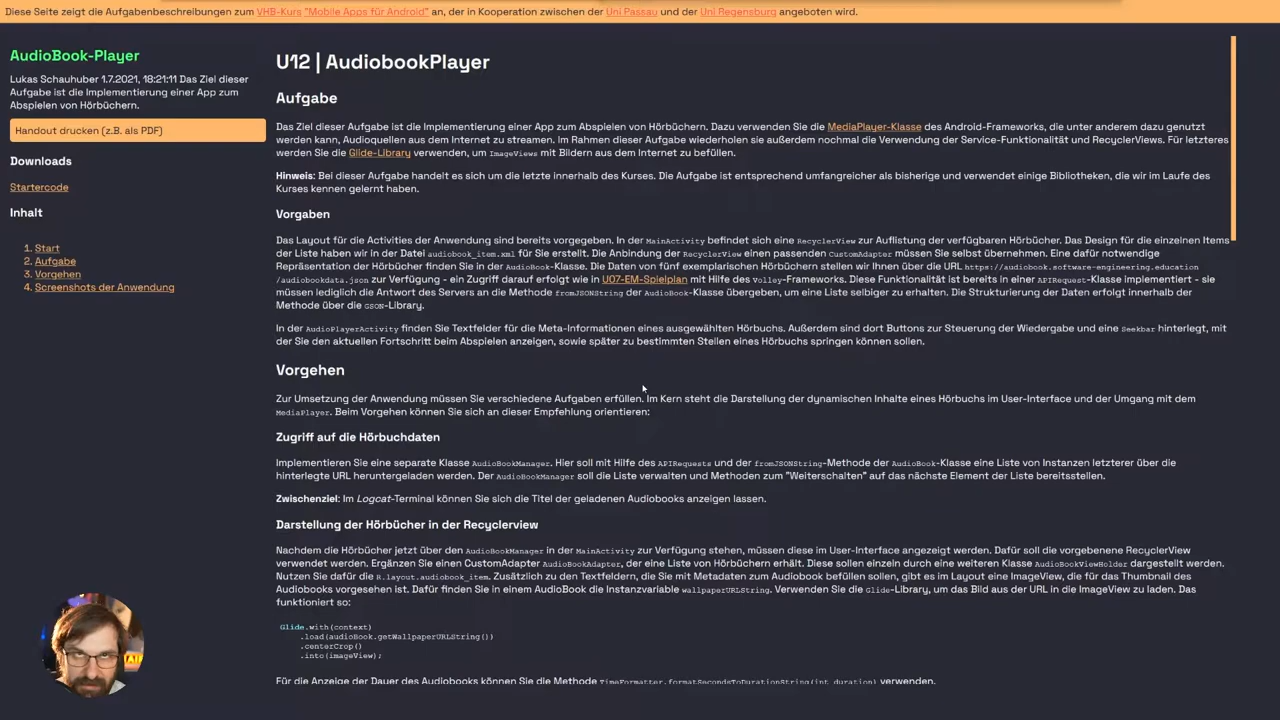 Diese Seite zeigt die Aufgabenbeschreibungen zum VHB-Kurs "Mobile Apps für Android" an, der in Kooperation zwischen der Uni Passau und der Uni Regensburg angeboten wird.
AudioBook-Player
Lukas Schauhuber 1.7.2021, 18:21:11 Das Ziel dieser
Aufgabe ist die Implementierung einer App zum
Abspielen von Hörbüchern.
Handout drucken (z.B. als PDF)
Downloads
Startercode
Inhalt
1. Start
2. Aufgabe
3. Vorgehen
4. Screenshots der Anwendung
U12 | AudiobookPlayer
Aufgabe
Das Ziel dieser Aufgabe ist die Implementierung einer App zum Abspielen von Hörbüchern. Dazu verwenden Sie die MediaPlayer-Klasse des Android-Frameworks, die unter anderem dazu genutzt
werden kann, Audioquellen aus dem Internet zu streamen. Im Rahmen dieser Aufgabe wiederholen sie außerdem nochmal die Verwendung der Service-Funktionalität und RecyclerViews. Für letzteres
werden Sie die Glide-Library verwenden, um ImageViews mit Bildern aus dem Internet zu befüllen.
Hinweis: Bei dieser Aufgabe handelt es sich um die letzte innerhalb des Kurses. Die Aufgabe ist entsprechend umfangreicher als bisherige und verwendet einige Bibliotheken, die wir im Laufe des
Kurses kennen gelernt haben.
Vorgaben
Das Layout für die Activities der Anwendung sind bereits vorgegeben. In der MainActivity befindet sich eine RecyclerView zur Auflistung der verfügbaren Hörbücher. Das Design für die einzelnen Items
der Liste haben wir in der Datei audiobook_item.xml für Sie erstellt. Die Anbindung der RecyclerView einen passenden CustomAdapter müssen Sie selbst übernehmen. Eine dafür notwendige
Repräsentation der Hörbücher finden Sie in der AudioBook-Klasse. Die Daten von fünf exemplarischen Hörbüchern stellen wir Ihnen über die URL https://audiobook.software-engineering.education
/audiobookdata.json zur Verfügung - ein Zugriff darauf erfolgt wie in U07-EM-Spielplan mit Hilfe des Volley-Frameworks. Diese Funktionalität ist bereits in einer APIRequest-Klasse implementiert - sie
müssen lediglich die Antwort des Servers an die Methode fromJSONString der AudioBook-Klasse übergeben, um eine Liste selbiger zu erhalten. Die Strukturierung der Daten erfolgt innerhalb der
Methode über die GSON-Library.
In der AudioPlayerActivity finden Sie Textfelder für die Meta-Informationen eines ausgewählten Hörbuchs. Außerdem sind dort Buttons zur Steuerung der Wiedergabe und eine Seekbar hinterlegt, mit
der Sie den aktuellen Fortschritt beim Abspielen anzeigen, sowie später zu bestimmten Stellen eines Hörbuchs springen können sollen.
Vorgehen
Zur Umsetzung der Anwendung müssen Sie verschiedene Aufgaben erfüllen. Im Kern steht die Darstellung der dynamischen Inhalte eines Hörbuchs im User-Interface und der Umgang mit dem
MediaPlayer. Beim Vorgehen können Sie sich an dieser Empfehlung orientieren:
Zugriff auf die Hörbuchdaten
Implementieren Sie eine separate Klasse AudioBookManager. Hier soll mit Hilfe des APIRequests und der fromJSONString-Methode der AudioBook-Klasse eine Liste von Instanzen letzterer über die
hinterlegte URL heruntergeladen werden. Der AudioBookManager soll die Liste verwalten und Methoden zum "Weiterschalten" auf das nächste Element der Liste bereitsstellen.
Zwischenziel: Im Logcat-Terminal können Sie sich die Titel der geladenen Audiobooks anzeigen lassen.
Darstellung der Hörbücher in der Recyclerview
Nachdem die Hörbücher jetzt über den AudioBookManager in der MainActivity zur Verfügung stehen, müssen diese im User-Interface angezeigt werden. Dafür soll die vorgebenene RecyclerView
verwendet werden. Ergänzen Sie einen CustomAdapter AudioBookAdapter, der eine Liste von Hörbüchern erhält. Diese sollen einzeln durch eine weiteren Klasse AudioBookViewHolder dargestellt werden.
Nutzen Sie dafür die R.layout.audiobook_item. Zusätzlich zu den Textfeldern, die Sie mit Metadaten zum Audiobook befüllen sollen, gibt es im Layout eine ImageView, die für das Thumbnail des
Audiobooks vorgesehen ist. Dafür finden Sie in einem AudioBook die Instanzvariable wallpaperURLString. Verwenden Sie die Glide-Library, um das Bild aus der URL in die ImageView zu laden. Das
funktioniert so:
Glide.with(context)
.load(audioBook.getWallpaperURLString())
.centerCrop()
.into(imageView);
Für die Anzeige der Dauer des Audiobooks können Sie die Methode TimeFormatter.formatSecondsToDurationString(int duration) verwenden.